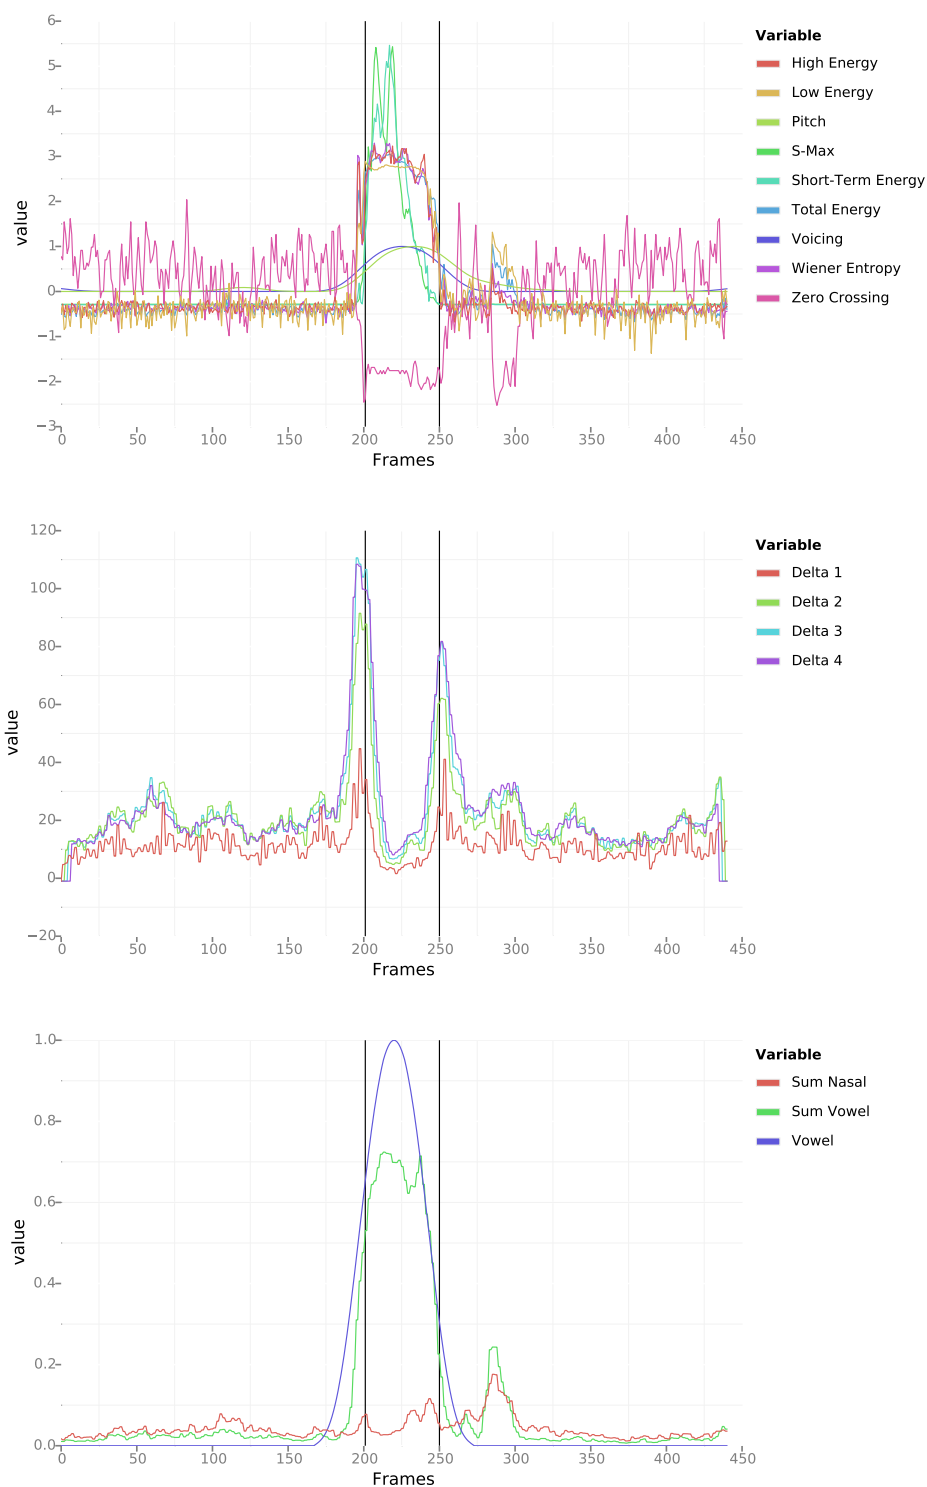 6
5
4
3
2
1
0
−1
−2
−3
value
0 50 100 150 200 250 300 350 400 450
Frames
Variable
High Energy
Low Energy
Pitch
S-Max
Short-Term Energy
Total Energy
Voicing
Wiener Entropy
Zero Crossing
120
100
80
60
40
20
0
−20
value
0 50 100 150 200 250 300 350 400 450
Frames
Variable
Delta 1
Delta 2
Delta 3
Delta 4
1.0
0.8
0.6
0.4
0.2
0.0
value
0 50 100 150 200 250 300 350 400 450
Frames
Variable
Sum Nasal
Sum Vowel
Vowel